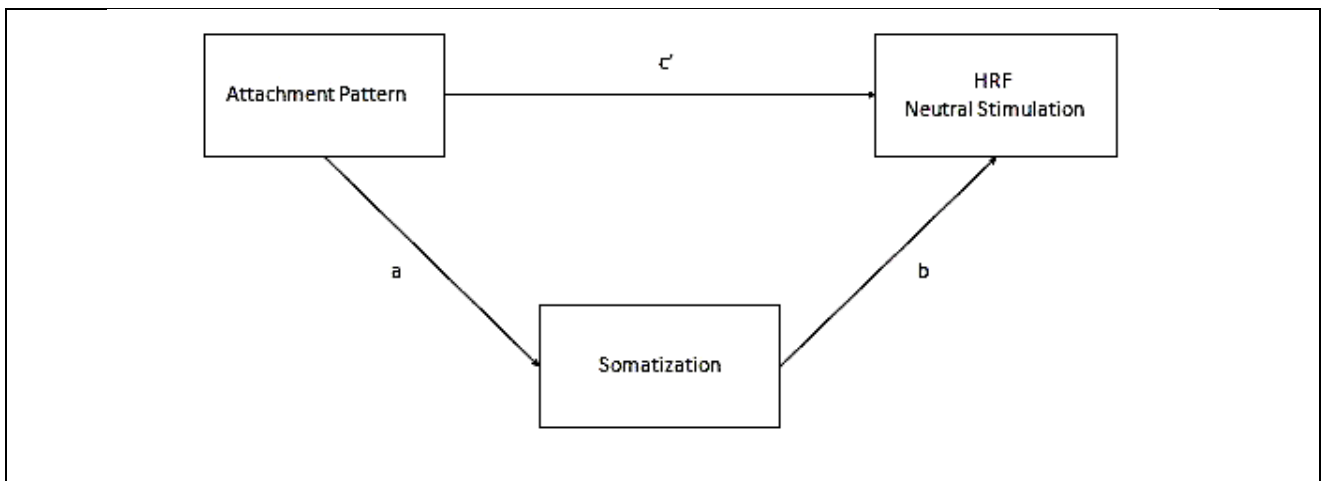 c'
Attachment Pattern
HRF
Neutral Stimulation
a
b
Somatization